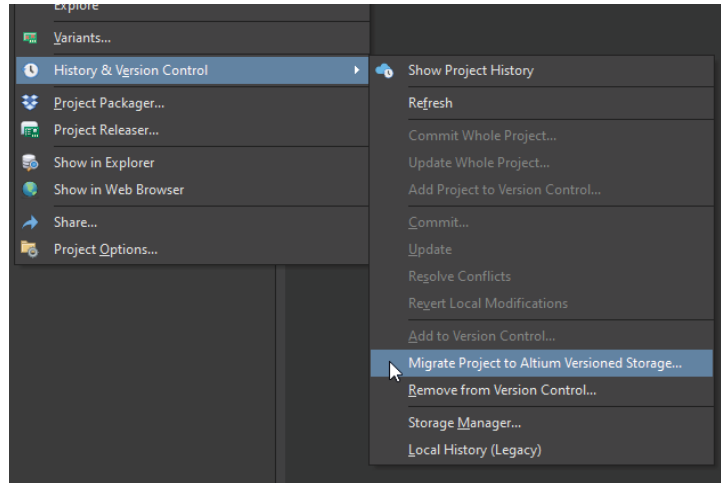 Explore
Variants...
History & Version Control
Project Packager...
Project Releaser...
Show in Explorer
Show in Web Browser
Share...
Project Options...
Show Project History
Refresh
Commit Whole Project...
Update Whole Project...
Add Project to Version Control...
Commit...
Update
Resolve Conflicts
Revert Local Modifications
Add to Version Control...
Migrate Project to Altium Versioned Storage...
Remove from Version Control...
Storage Manager...
Local History (Legacy)